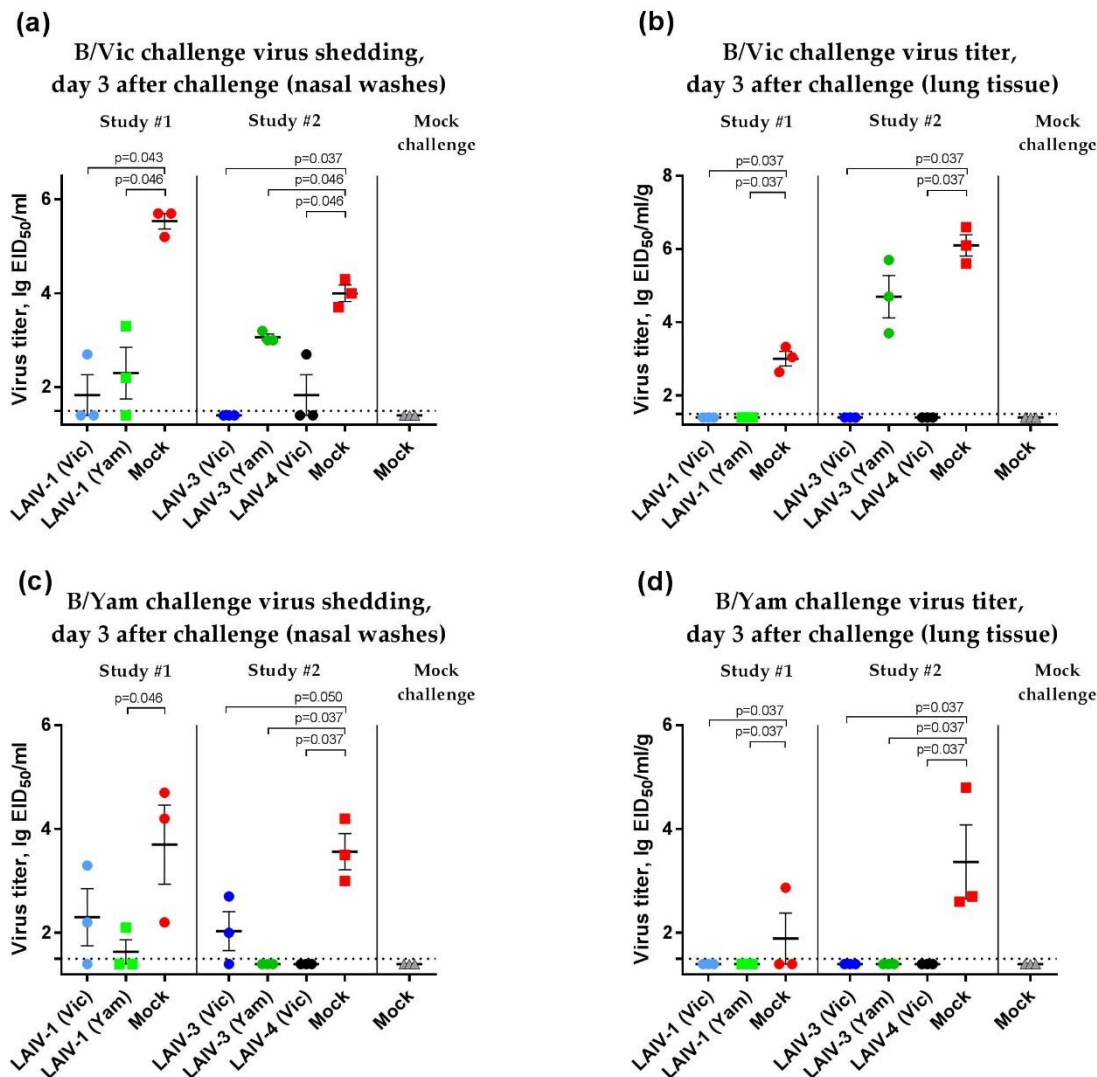 (a)
B/Vic challenge virus shedding,
day 3 after challenge (nasal washes)
Study #1
Study #2
Mock
challenge
p=0.043
p=0.046
p=0.037
p=0.046
p=0.046
Virus titer, lg EID50/ml
6
4
2
LAIV-1 (Vic)
LAIV-1 (Yam)
Mock
LAIV-3 (Vic)
LAIV-3 (Yam)
LAIV-4 (Vic)
Mock
Mock
(b)
B/Vic challenge virus titer,
day 3 after challenge (lung tissue)
Study #1
Study #2
Mock
challenge
p=0.037
p=0.037
p=0.037
p=0.037
Virus titer, lg EID50/ml/g
8
6
4
2
LAIV-1 (Vic)
LAIV-1 (Yam)
Mock
LAIV-3 (Vic)
LAIV-3 (Yam)
LAIV-4 (Vic)
Mock
Mock
(c)
B/Yam challenge virus shedding,
day 3 after challenge (nasal washes)
Study #1
Study #2
Mock
challenge
p=0.046
p=0.050
p=0.037
p=0.037
Virus titer, lg EID50/ml
6
4
2
LAIV-1 (Vic)
LAIV-1 (Yam)
Mock
LAIV-3 (Vic)
LAIV-3 (Yam)
LAIV-4 (Vic)
Mock
Mock
(d)
B/Yam challenge virus titer,
day 3 after challenge (lung tissue)
Study #1
Study #2
Mock
challenge
p=0.037
p=0.037
p=0.037
p=0.037
p=0.037
Virus titer, lg EID50/ml/g
6
4
2
LAIV-1 (Vic)
LAIV-1 (Yam)
Mock
LAIV-3 (Vic)
LAIV-3 (Yam)
LAIV-4 (Vic)
Mock
Mock